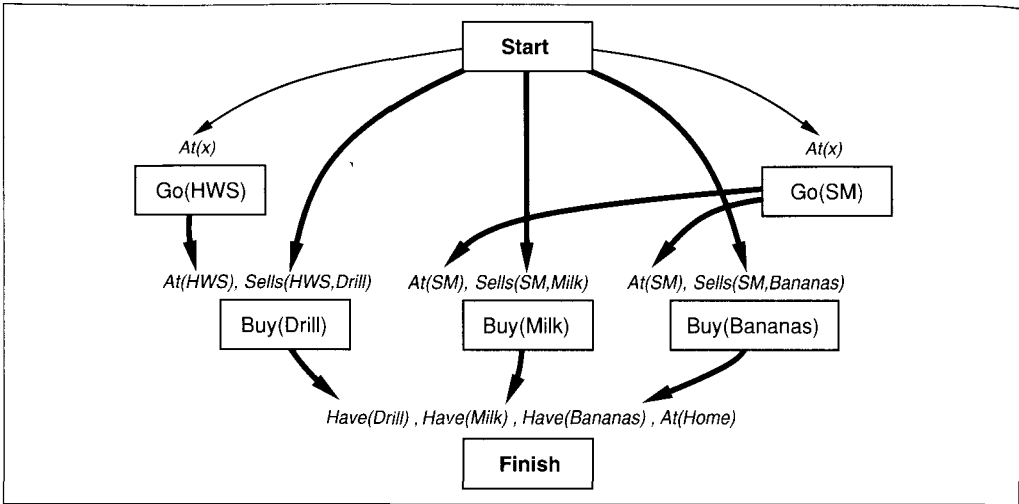 Start
At(x) At(x)
Go(HWS) Go(SM)
At(HWS), Sells(HWS,Drill) At(SM), Sells(SM,Milk) At(SM), Sells(SM,Bananas)
Buy(Drill) Buy(Milk) Buy(Bananas)
Have(Drill) , Have(Milk) , Have(Bananas) , At(Home)
Finish